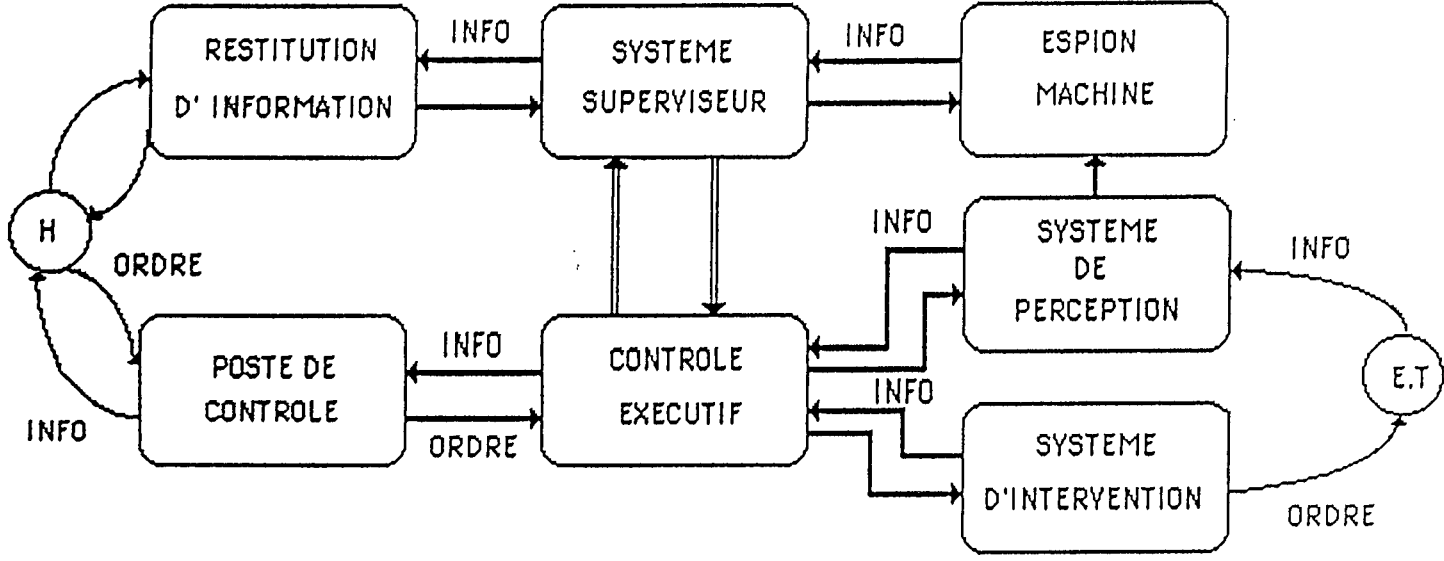 INFO
RESTITUTION
D' INFORMATION
SYSTEME
SUPERVISEUR
INFO
ESPION
MACHINE
H
ORDRE
INFO
SYSTEME
DE
PERCEPTION
INFO
E.T
POSTE DE
CONTROLE
INFO
INFO
ORDRE
CONTROLE
EXECUTIF
INFO
SYSTEME
D'INTERVENTION
ORDRE